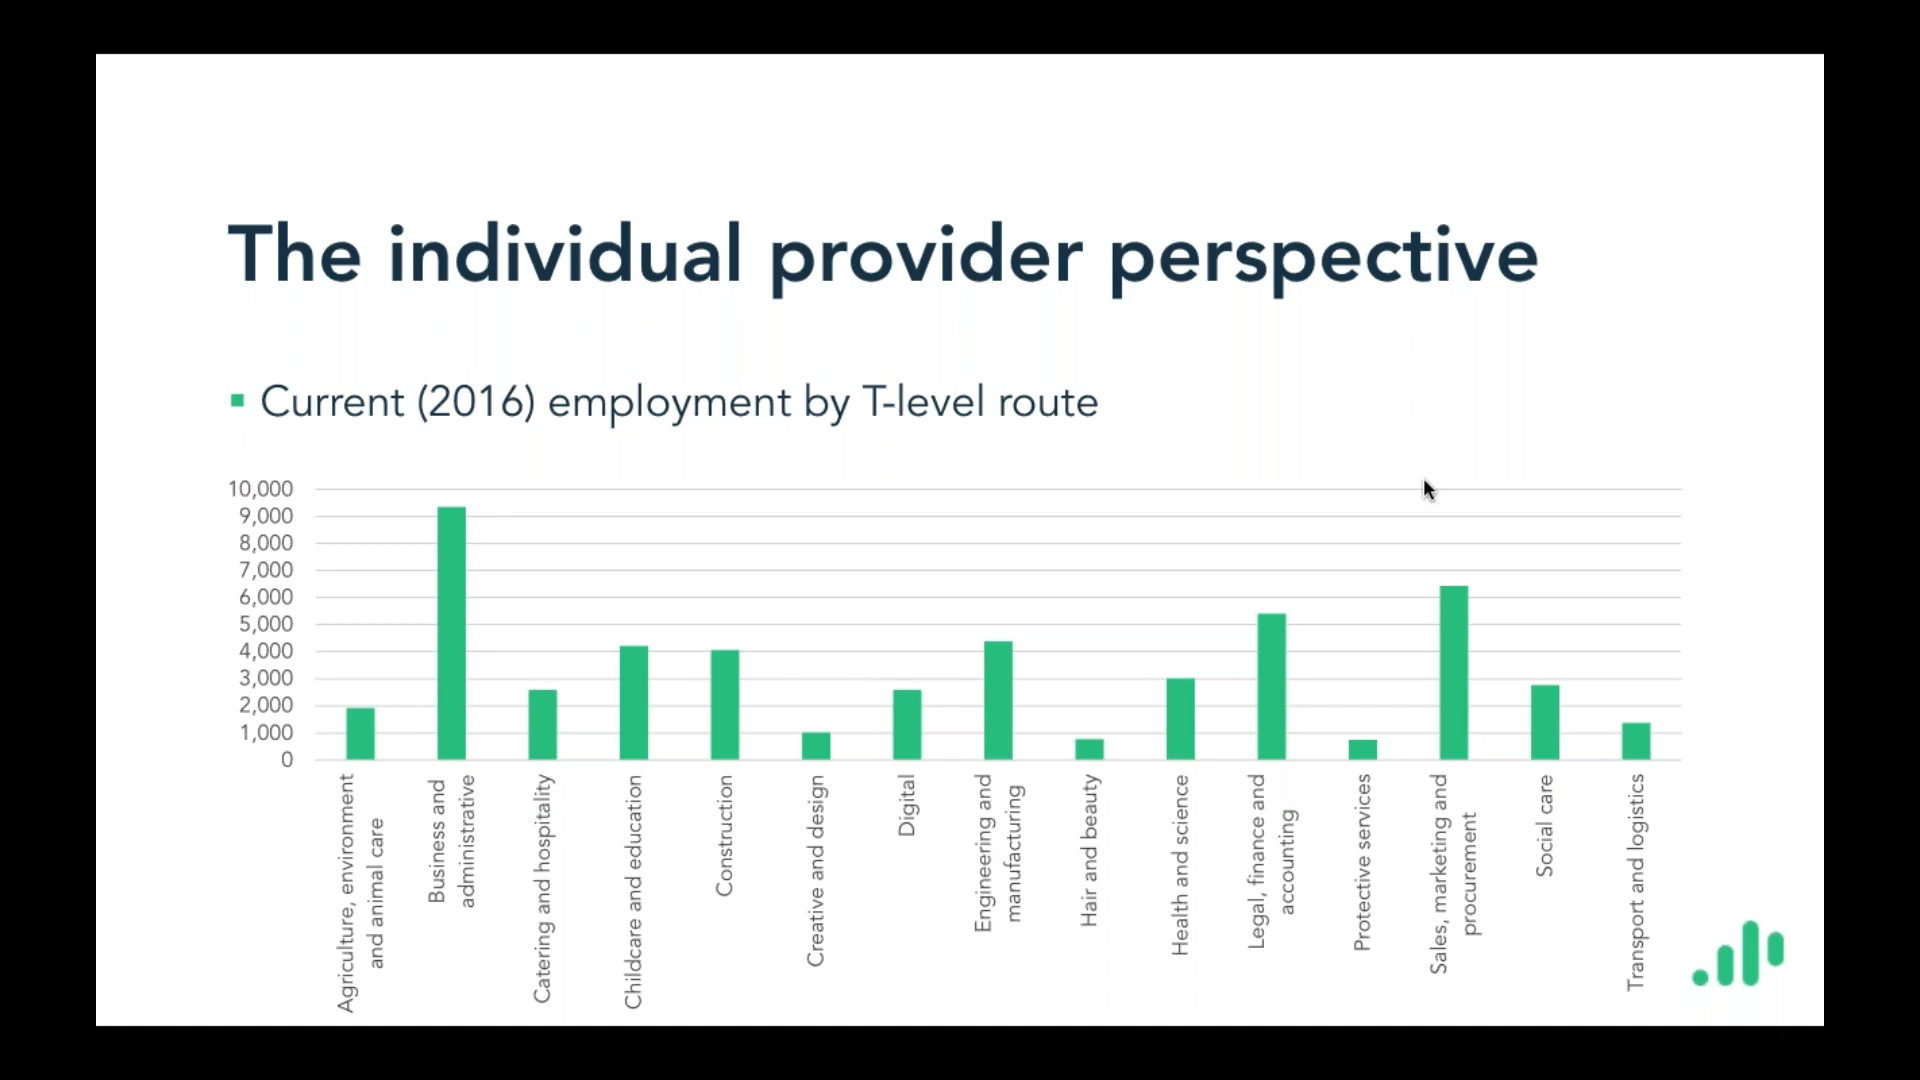 The individual provider perspective
Current (2016) employment by T-level route
10,000
9,000
8,000
7,000
6,000
5,000
4,000
3,000
2,000
1,000
0
Agriculture, environment
and animal care
Business and
administrative
Catering and hospitality
Childcare and education
Construction
Creative and design
Digital
Engineering and
manufacturing
Hair and beauty
Health and science
Legal, finance and
accounting
Protective services
Sales, marketing and
procurement
Social care
Transport and logistics